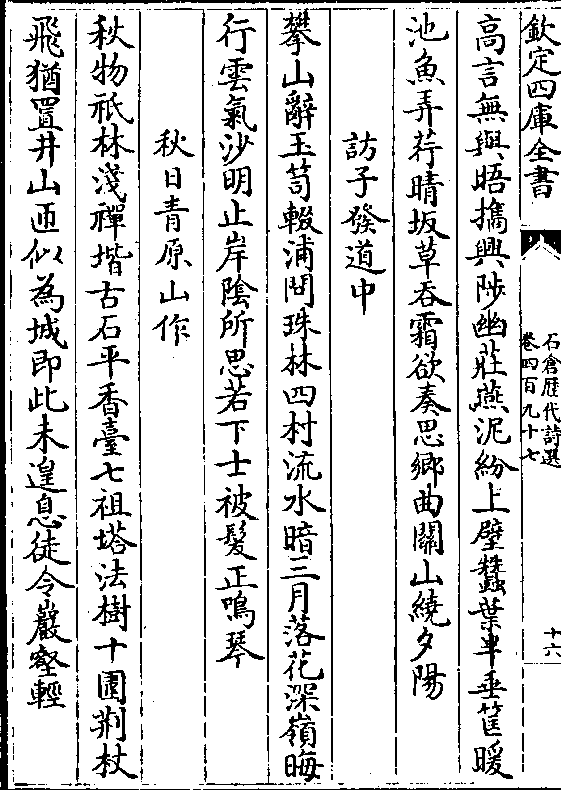 欽定四庫全書
石倉歷代詩選
卷四百九十七
十六
高言無與晤攜興陟幽莊燕泥紛上壁蠶葉半垂筐暖
池魚弄荇晴坂草吞霜欲奏思鄉曲關山繞夕陽
訪子發道中
攀山辭玉笥輟浦問珠林四村流水暗三月落花深嶺晦
行雲氣沙明止岸陰所思若下士被髮正鳴琴
秋日青原山作
秋物祇林淺禪堦古石平香臺七祖塔法樹十圍荆杖
飛猶置井山匝似為城即此未遑息徒令巖壑輕